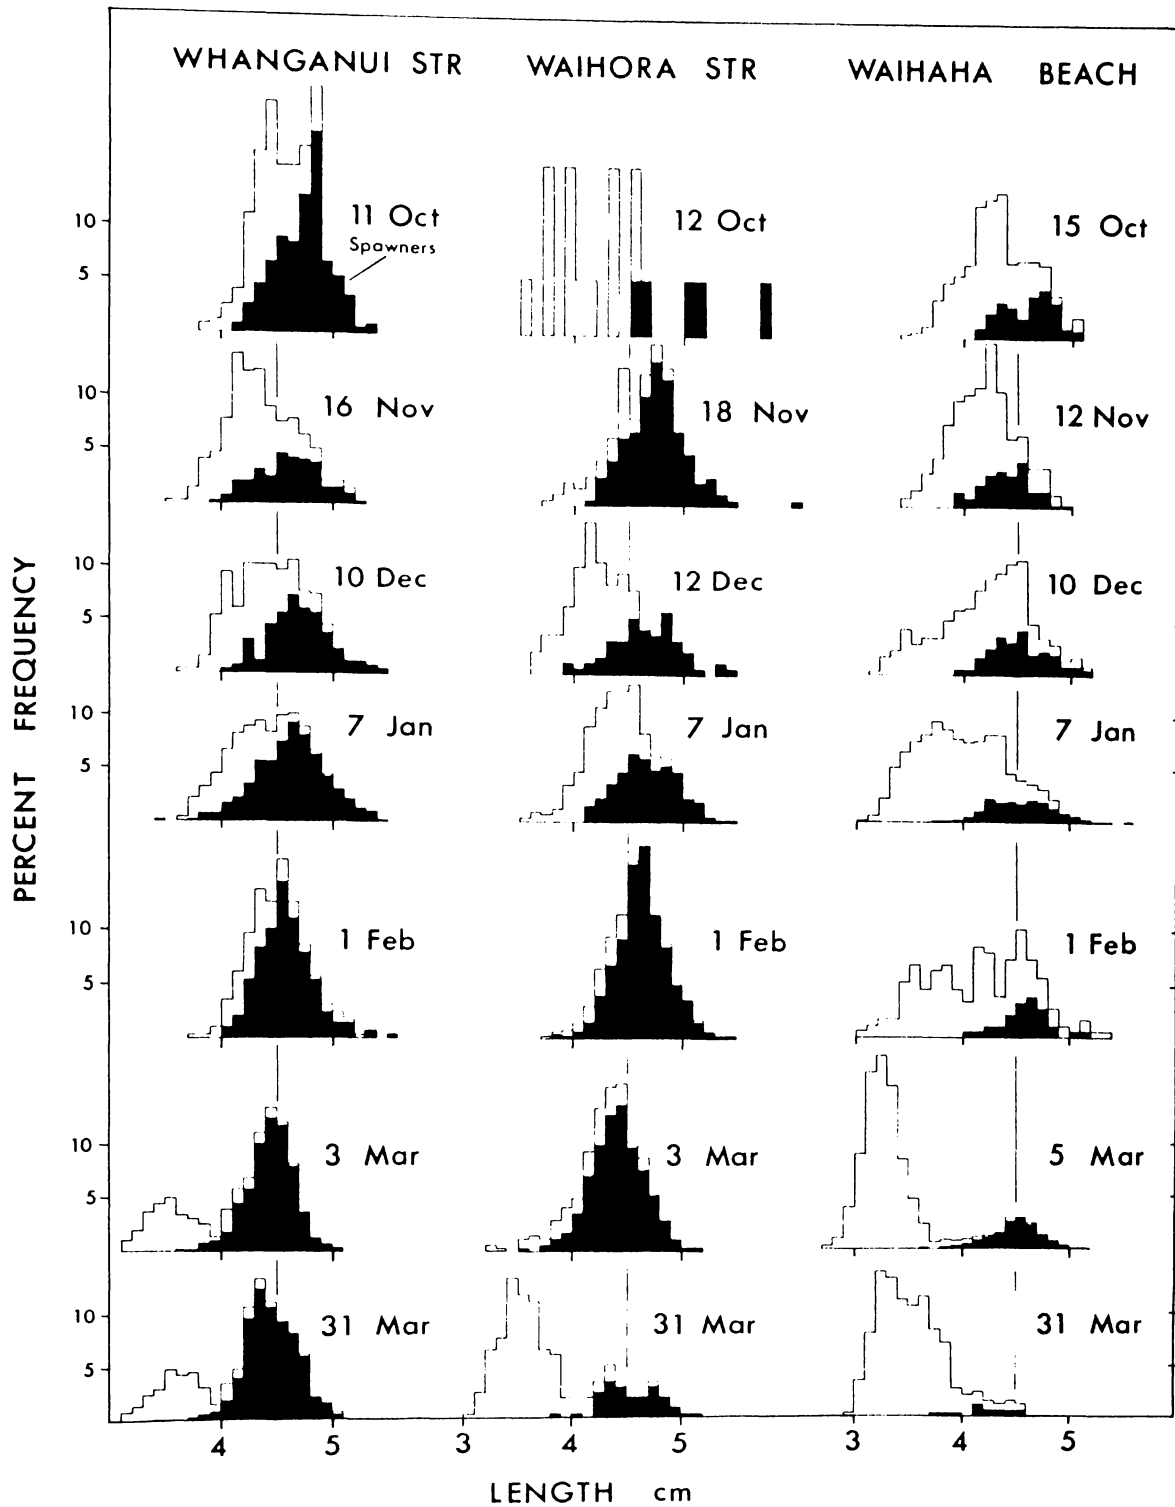 WHANGANUI STR WAIHORA STR WAIHAHA BEACH
10 11 Oct 12 Oct 15 Oct
Spawners
5
10 16 Nov 18 Nov 12 Nov
5
10 10 Dec 12 Dec 10 Dec
5
10 7 Jan 7 Jan 7 Jan
5
10 1 Feb 1 Feb 1 Feb
5
10 3 Mar 3 Mar 5 Mar
5
10 31 Mar 31 Mar 31 Mar
5
PERCENT FREQUENCY
4 5 3 4 5 3 4 5
LENGTH cm